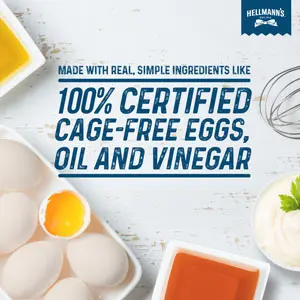 HELLMANN'S
MADE WITH REAL, SIMPLE INGREDIENTS LIKE
100% CERTIFIED
CAGE-FREE EGGS,
OIL AND VINEGAR